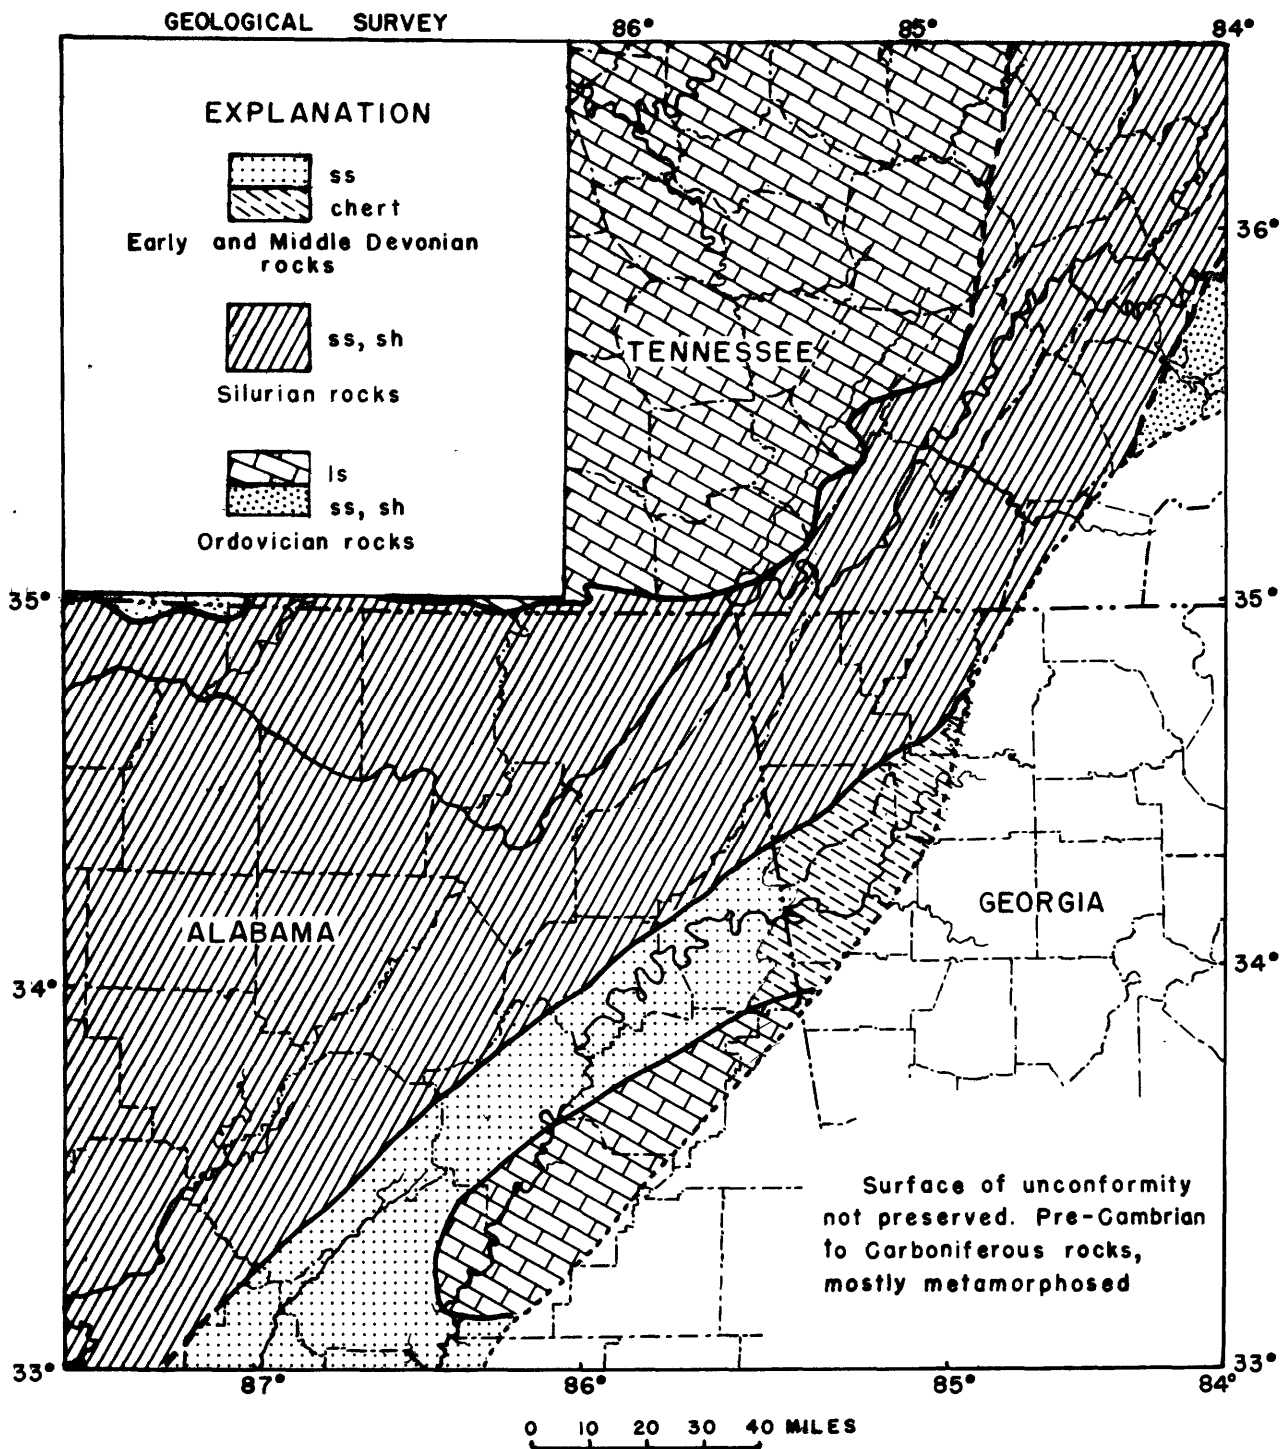 GEOLOGICAL SURVEY
86°
85°
84°
EXPLANATION
ss
chert
Early and Middle Devonian
rocks
ss, sh
Silurian rocks
ls
ss, sh
Ordovician rocks
36°
TENNESSEE
35°
35°
ALABAMA
GEORGIA
34°
34°
Surface of unconformity
not preserved. Pre-Cambrian
to Carboniferous rocks,
mostly metamorphosed
33°
33°
87°
86°
85°
84°
0 10 20 30 40 MILES